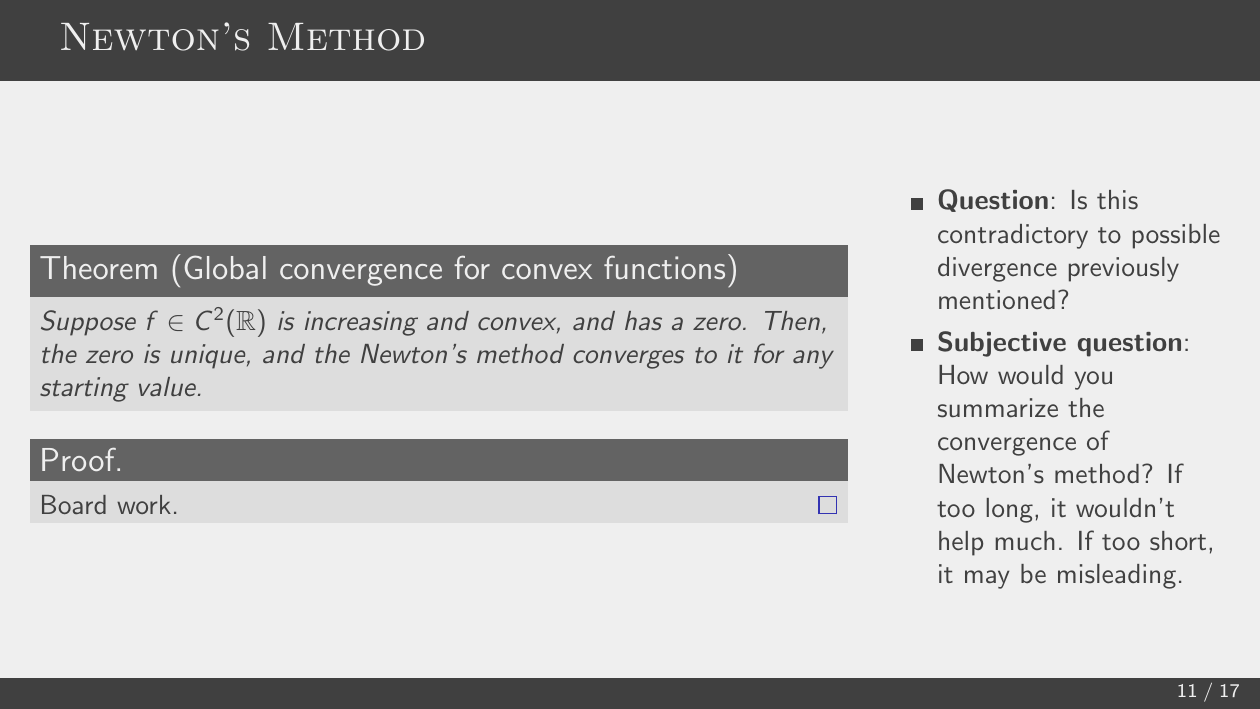 Newton's Method
Theorem (Global convergence for convex functions)
Suppose f ∈ C²(ℝ) is increasing and convex, and has a zero. Then,
the zero is unique, and the Newton's method converges to it for any
starting value.
Proof.
Board work. □
■ Question: Is this
contradictory to possible
divergence previously
mentioned?
■ Subjective question:
How would you
summarize the
convergence of
Newton's method? If
too long, it wouldn't
help much. If too short,
it may be misleading.
11 / 17